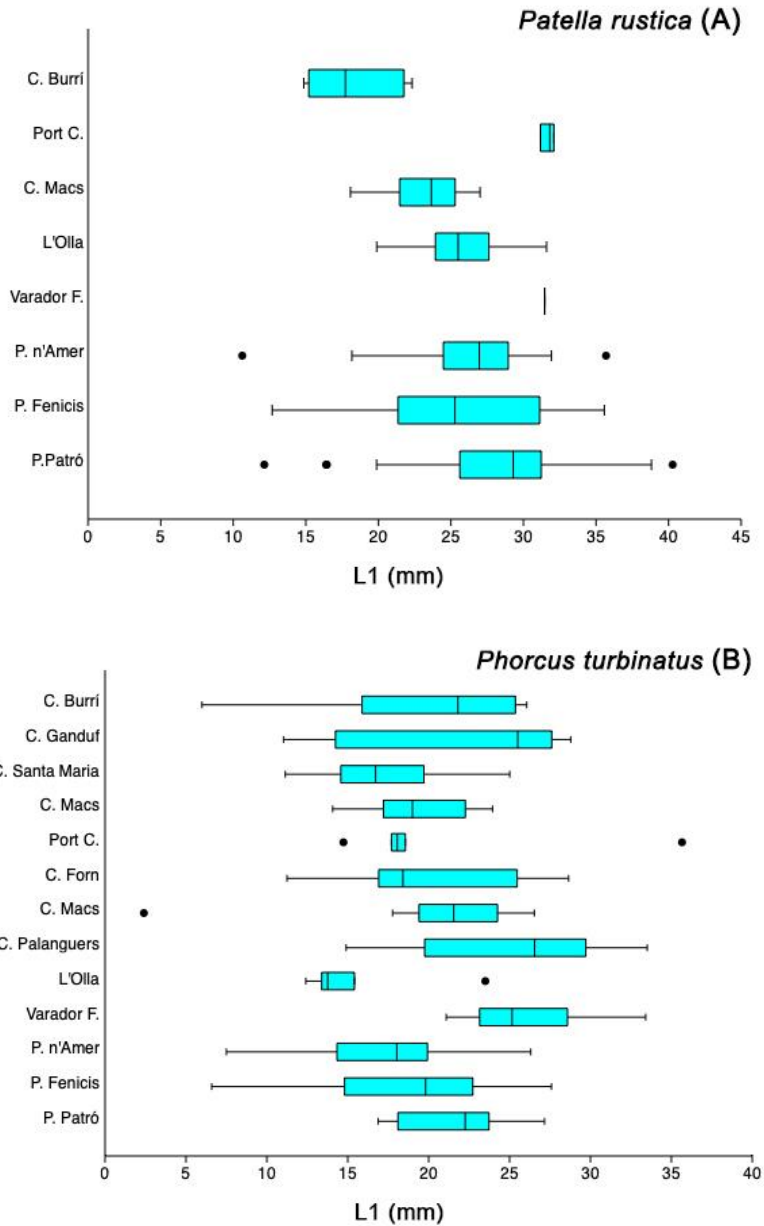 Patella rustica (A)
C. Burrí
Port C.
C. Macs
L'Olla
Varador F.
P. n'Amer
P. Fenicis
P.Patró
0 5 10 15 20 25 30 35 40 45
L1 (mm)
Phorcus turbinatus (B)
C. Burrí
C. Ganduf
C. Santa Maria
C. Macs
Port C.
C. Forn
C. Macs
C. Palanguers
L'Olla
Varador F.
P. n'Amer
P. Fenicis
P. Patró
0 5 10 15 20 25 30 35 40
L1 (mm)